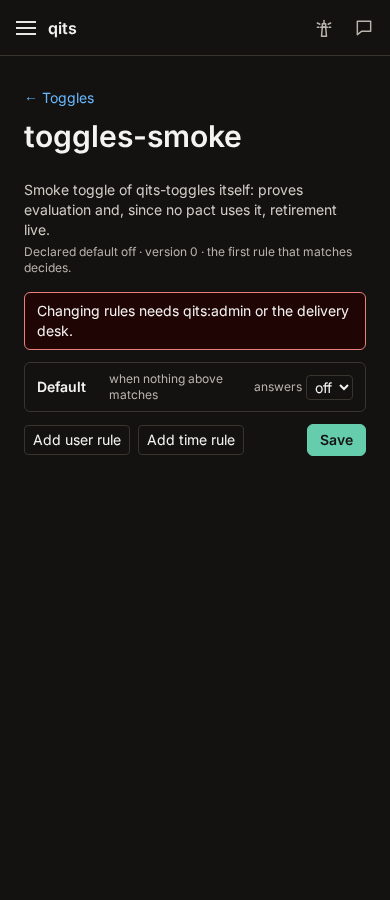 qits
← Toggles
toggles-smoke
Smoke toggle of qits-toggles itself: proves
evaluation and, since no pact uses it, retirement
live.
Declared default off · version 0 · the first rule that matches
decides.
Changing rules needs qits:admin or the delivery
desk.
Default when nothing above matches answers off
Add user rule Add time rule Save